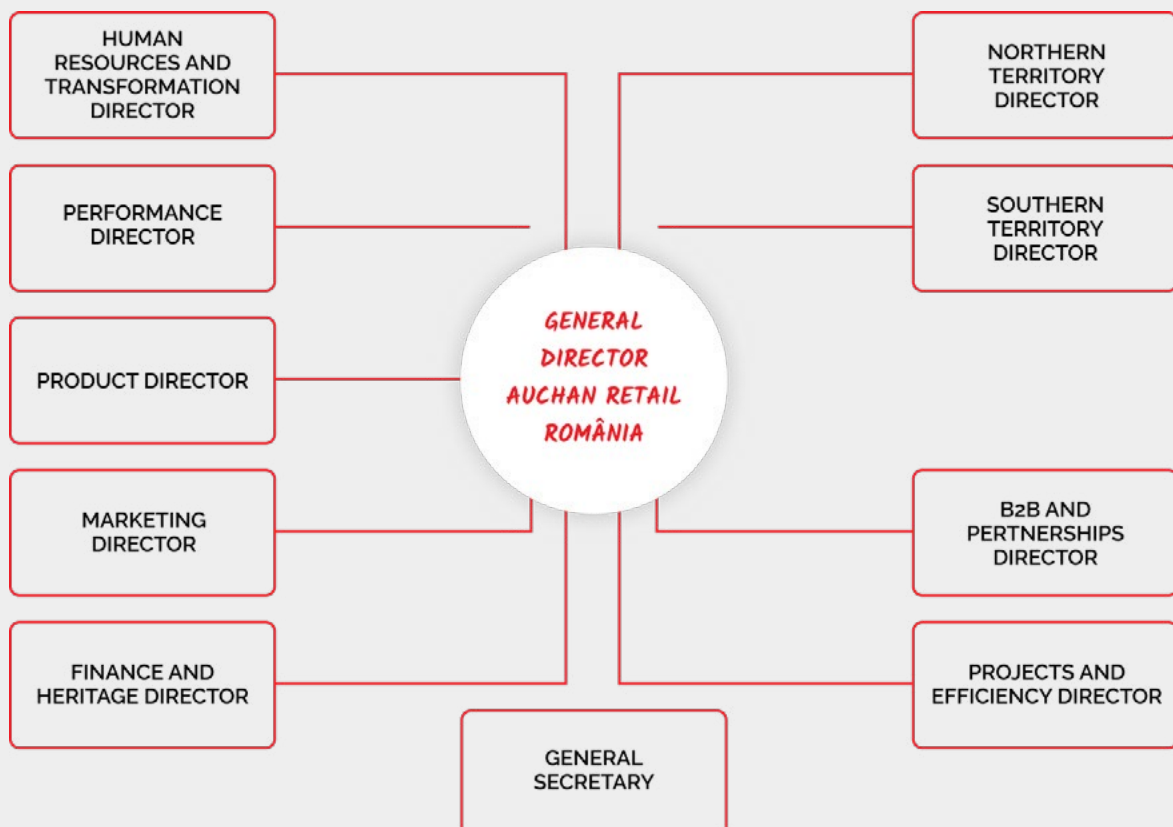 HUMAN
RESOURCES AND
TRANSFORMATION
DIRECTOR
PERFORMANCE
DIRECTOR
PRODUCT DIRECTOR
MARKETING
DIRECTOR
FINANCE AND
HERITAGE DIRECTOR
GENERAL
DIRECTOR
AUCHAN RETAIL
ROMÂNIA
GENERAL
SECRETARY
NORTHERN
TERRITORY
DIRECTOR
SOUTHERN
TERRITORY
DIRECTOR
B2B AND
PERTNERSHIPS
DIRECTOR
PROJECTS AND
EFFICIENCY DIRECTOR